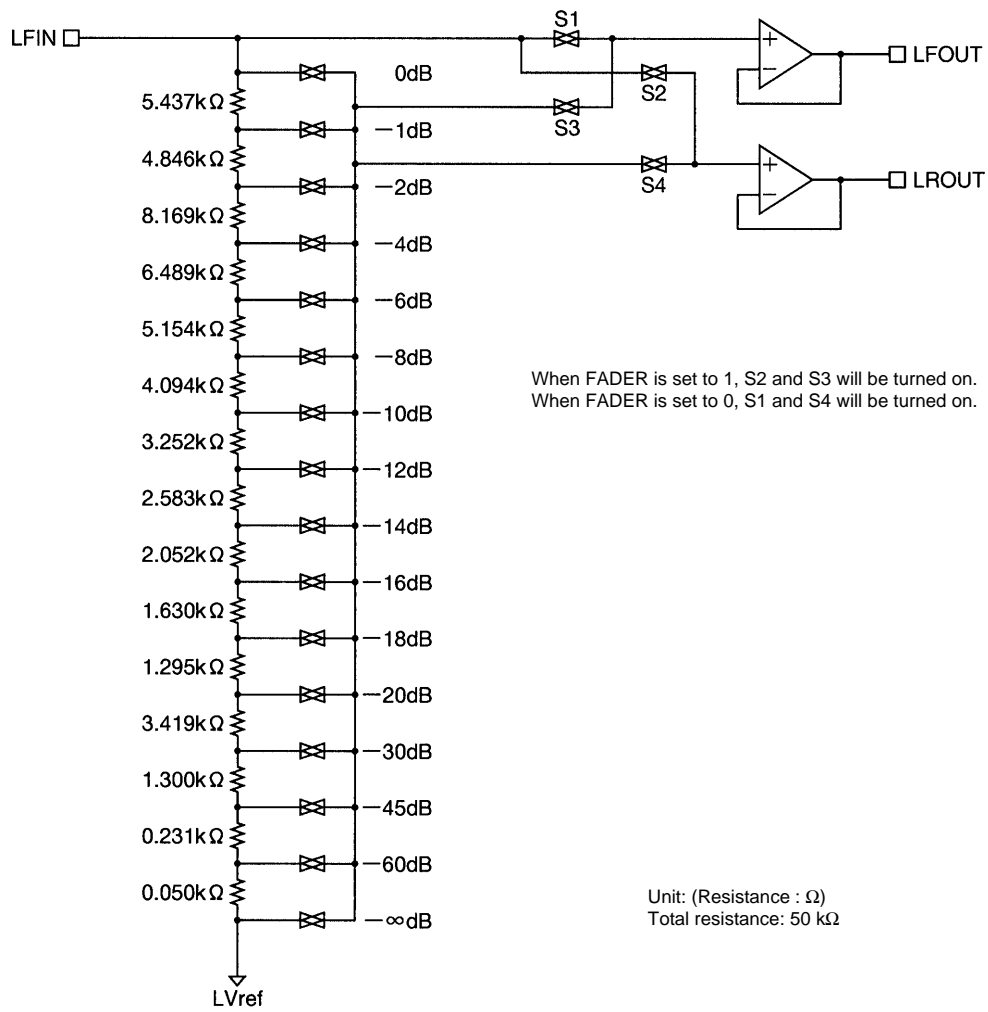 LFIN
S1
LFOUT
0dB
S2
5.437kΩ
S3
−1dB
4.846kΩ
S4
LROUT
−2dB
8.169kΩ
−4dB
6.489kΩ
−6dB
5.154kΩ
−8dB
4.094kΩ
−10dB
3.252kΩ
−12dB
2.583kΩ
−14dB
2.052kΩ
−16dB
1.630kΩ
−18dB
1.295kΩ
−20dB
3.419kΩ
−30dB
1.300kΩ
−45dB
0.231kΩ
−60dB
0.050kΩ
−∞dB
LVref
+
−
+
−
When FADER is set to 1, S2 and S3 will be turned on.
When FADER is set to 0, S1 and S4 will be turned on.
Unit: (Resistance : Ω)
Total resistance: 50 kΩ